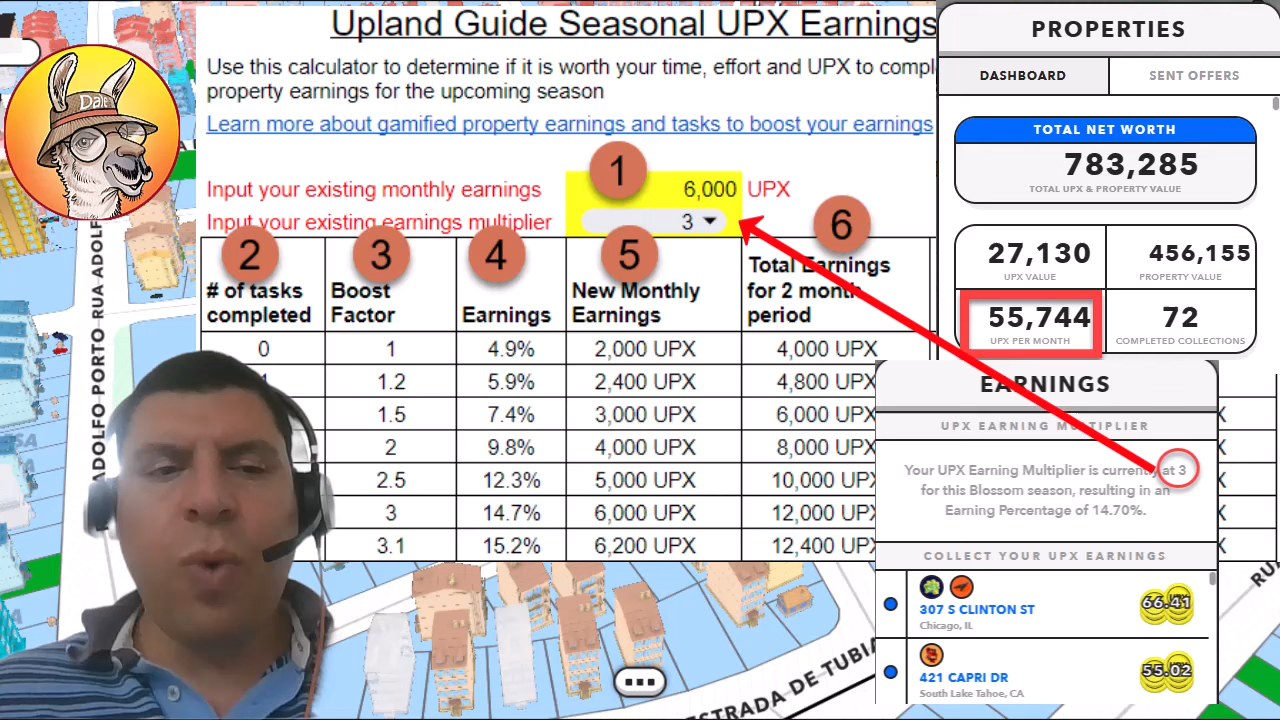 Upland Guide Seasonal UPX Earnings
Use this calculator to determine if it is worth your time, effort and UPX to compl
property earnings for the upcoming season
Learn more about gamified property earnings and tasks to boost your earnings
Dale
1
Input your existing monthly earnings 6,000 UPX
Input your existing earnings multiplier 3
2 3 4 5 6
# of tasks completed Boost Factor Earnings New Monthly Earnings Total Earnings for 2 month period
0 1 4.9% 2,000 UPX 4,000 UPX
1 1.2 5.9% 2,400 UPX 4,800 UPX
1.5 7.4% 3,000 UPX 6,000 UPX
2 9.8% 4,000 UPX 8,000 UPX
2.5 12.3% 5,000 UPX 10,000 UPX
3 14.7% 6,000 UPX 12,000 UPX
3.1 15.2% 6,200 UPX 12,400 UPX
PROPERTIES
DASHBOARD SENT OFFERS
TOTAL NET WORTH
783,285
TOTAL UPX & PROPERTY VALUE
27,130 456,155
UPX VALUE PROPERTY VALUE
55,744 72
UPX PER MONTH COMPLETED COLLECTIONS
EARNINGS
UPX EARNING MULTIPLIER
Your UPX Earning Multiplier is currently at 3
for this Blossom season, resulting in an
Earning Percentage of 14.70%.
COLLECT YOUR UPX EARNINGS
307 S CLINTON ST 66.41
Chicago, IL
421 CAPRI DR 55.02
South Lake Tahoe, CA
ADOLFO PORTO RUA ADOLF
ESTRADA DE TUBIA